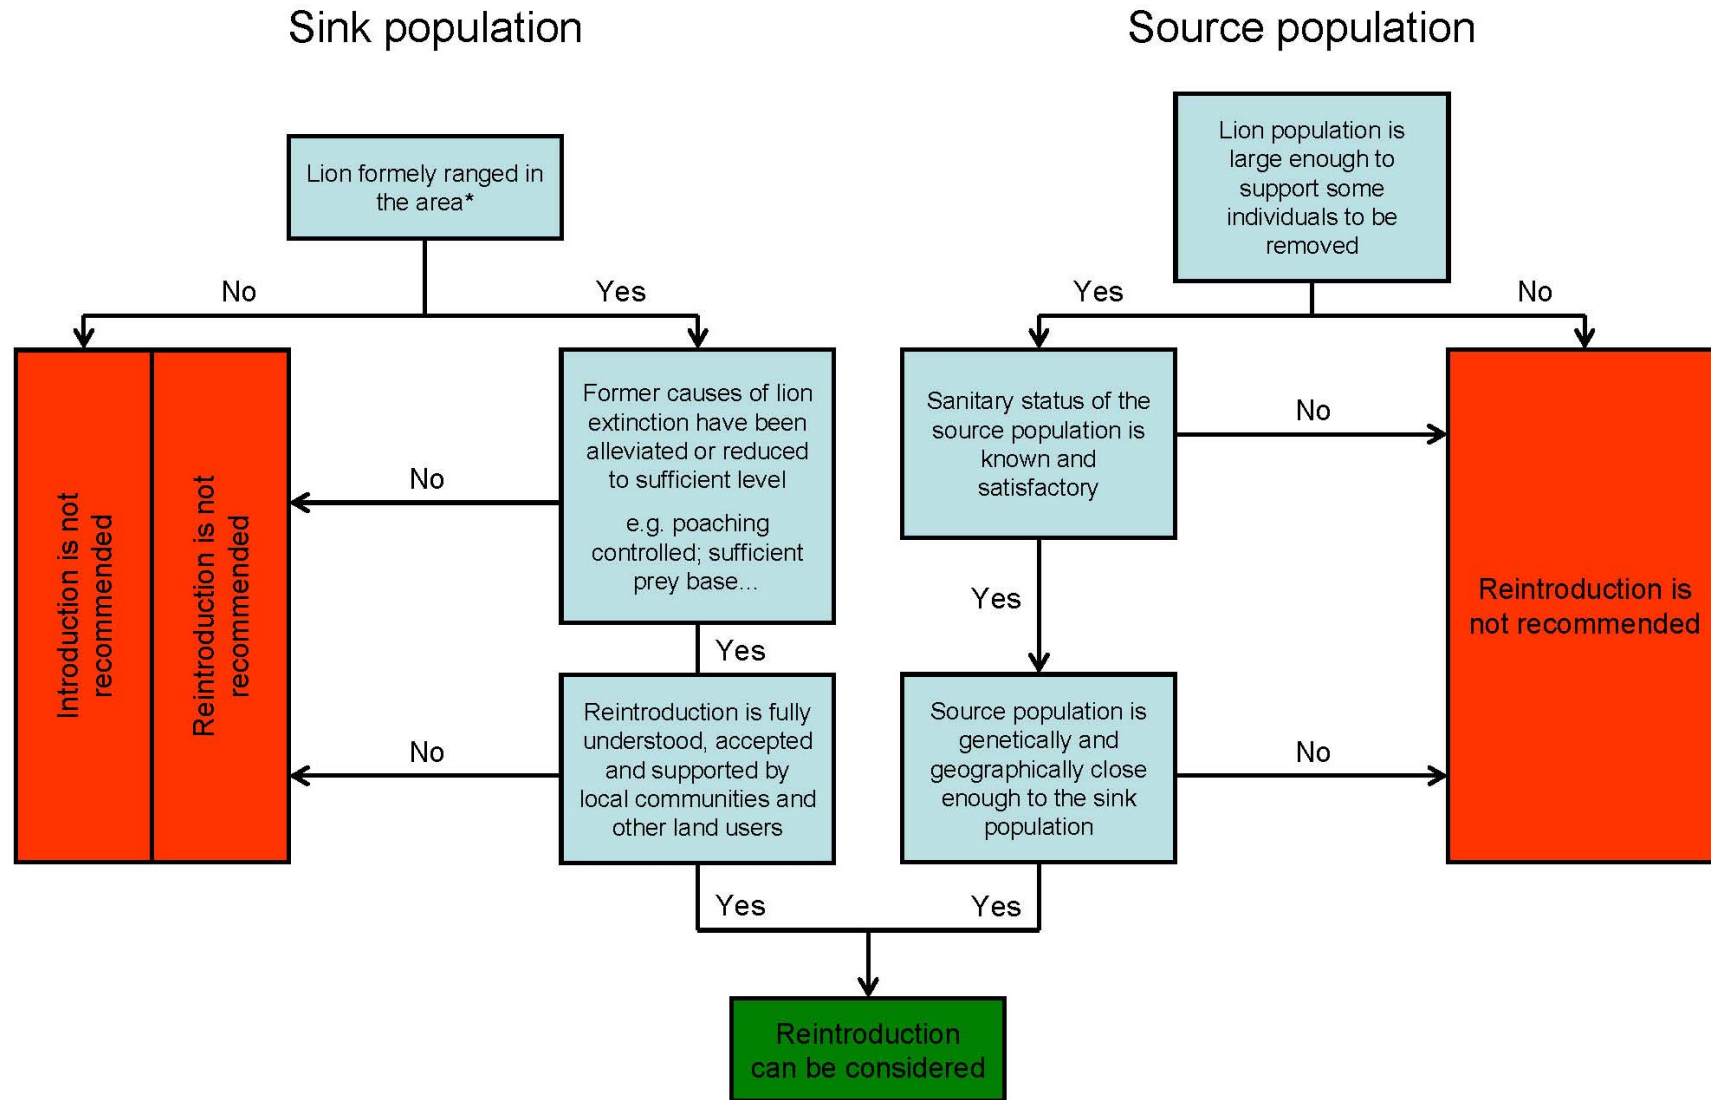 Sink population
Source population
Lion formely ranged in
the area*
Lion population is
large enough to
support some
individuals to be
removed
No
Yes
Yes
No
Introduction is not
recommended
Reintroduction is not
recommended
Former causes of lion
extinction have been
alleviated or reduced
to sufficient level
e.g. poaching
controlled; sufficient
prey base...
No
Yes
Sanitary status of the
source population is
known and
satisfactory
No
Yes
Reintroduction is
not recommended
Reintroduction is fully
understood, accepted
and supported by
local communities and
other land users
No
Yes
Source population is
genetically and
geographically close
enough to the sink
population
No
Yes
Reintroduction
can be considered